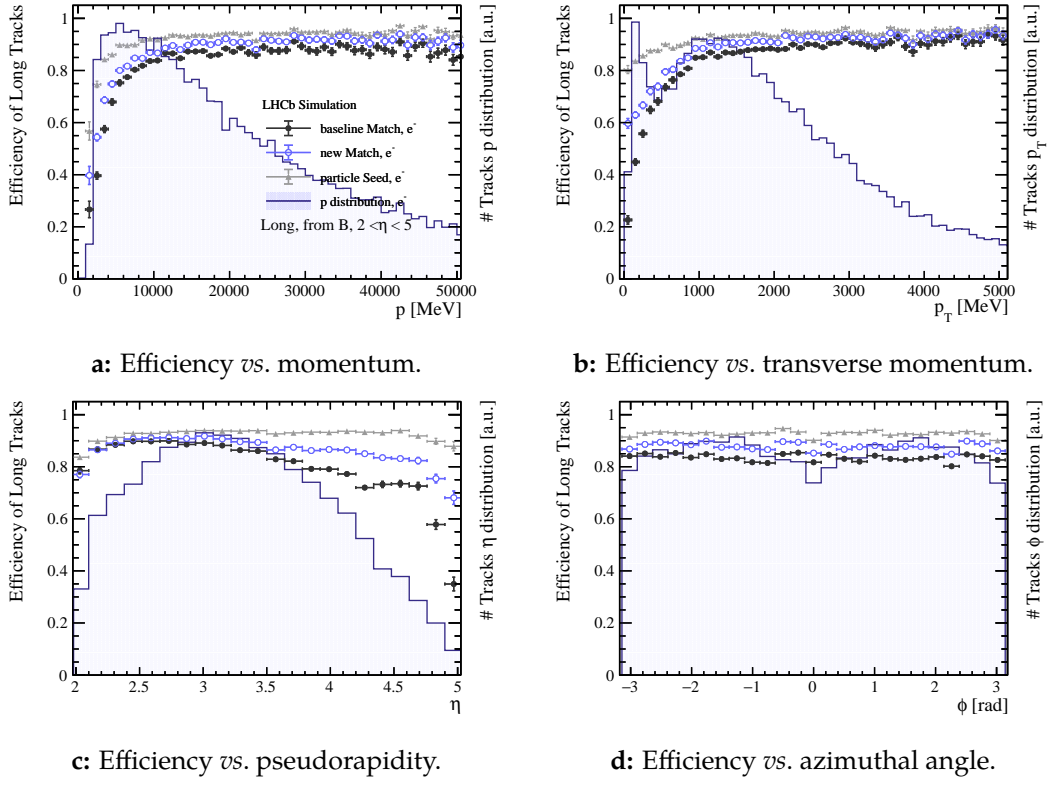 Efficiency of Long Tracks
1
0.8
0.6
0.4
0.2
0
0 10000 20000 30000 40000 50000
p [MeV]
# Tracks p distribution [a.u.]
LHCb Simulation
baseline Match, e-
new Match, e-
particle Seed, e-
p distribution, e-
Long, from B, 2 <η < 5
a: Efficiency vs. momentum.
Efficiency of Long Tracks
1
0.8
0.6
0.4
0.2
0
0 1000 2000 3000 4000 5000
p_T [MeV]
# Tracks p_T distribution [a.u.]
b: Efficiency vs. transverse momentum.
Efficiency of Long Tracks
1
0.8
0.6
0.4
0.2
0
2 2.5 3 3.5 4 4.5 5
η
# Tracks η distribution [a.u.]
c: Efficiency vs. pseudorapidity.
Efficiency of Long Tracks
1
0.8
0.6
0.4
0.2
0
−3 −2 −1 0 1 2 3
ϕ [rad]
# Tracks ϕ distribution [a.u.]
d: Efficiency vs. azimuthal angle.